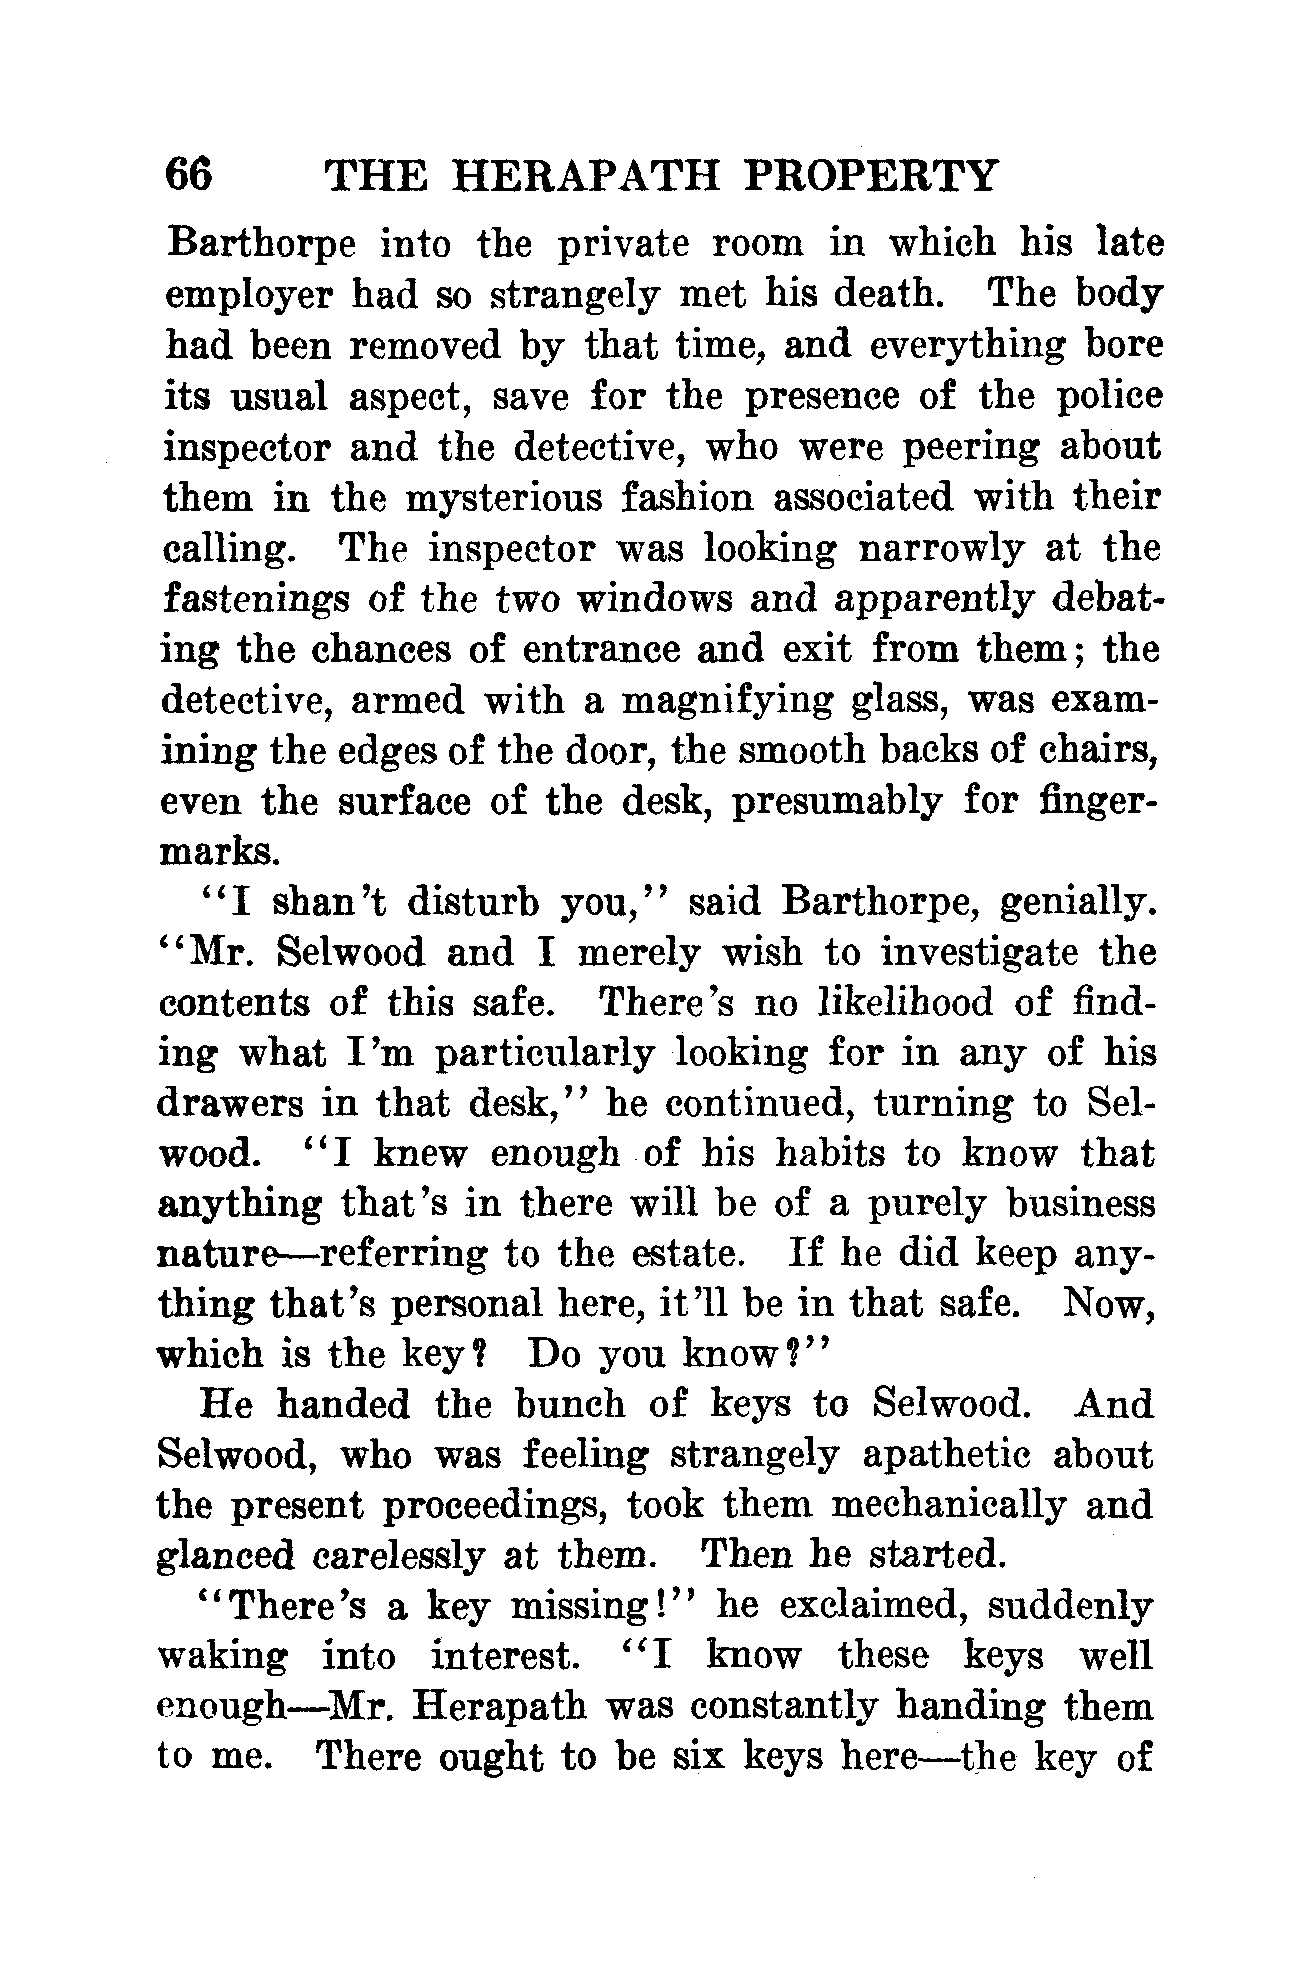 66 THE HERAPATH PROPERTY
Barthorpe into the private room in which his late
employer had so strangely met his death. The body
had been removed by that time, and everything bore
its usual aspect, save for the presence of the police
inspector and the detective, who were peering about
them in the mysterious fashion associated with their
calling. The inspector was looking narrowly at the
fastenings of the two windows and apparently debat-
ing the chances of entrance and exit from them; the
detective, armed with a magnifying glass, was exam-
ining the edges of the door, the smooth backs of chairs,
even the surface of the desk, presumably for finger-
marks.
"I shan't disturb you," said Barthorpe, genially.
"Mr. Selwood and I merely wish to investigate the
contents of this safe. There's no likelihood of find-
ing what I'm particularly looking for in any of his
drawers in that desk," he continued, turning to Sel-
wood. "I knew enough of his habits to know that
anything that's in there will be of a purely business
nature—referring to the estate. If he did keep any-
thing that's personal here, it'll be in that safe. Now,
which is the key? Do you know?"
He handed the bunch of keys to Selwood. And
Selwood, who was feeling strangely apathetic about
the present proceedings, took them mechanically and
glanced carelessly at them. Then he started.
"There's a key missing!" he exclaimed, suddenly
waking into interest. "I know these keys well
enough—Mr. Herapath was constantly handing them
to me. There ought to be six keys here—the key of